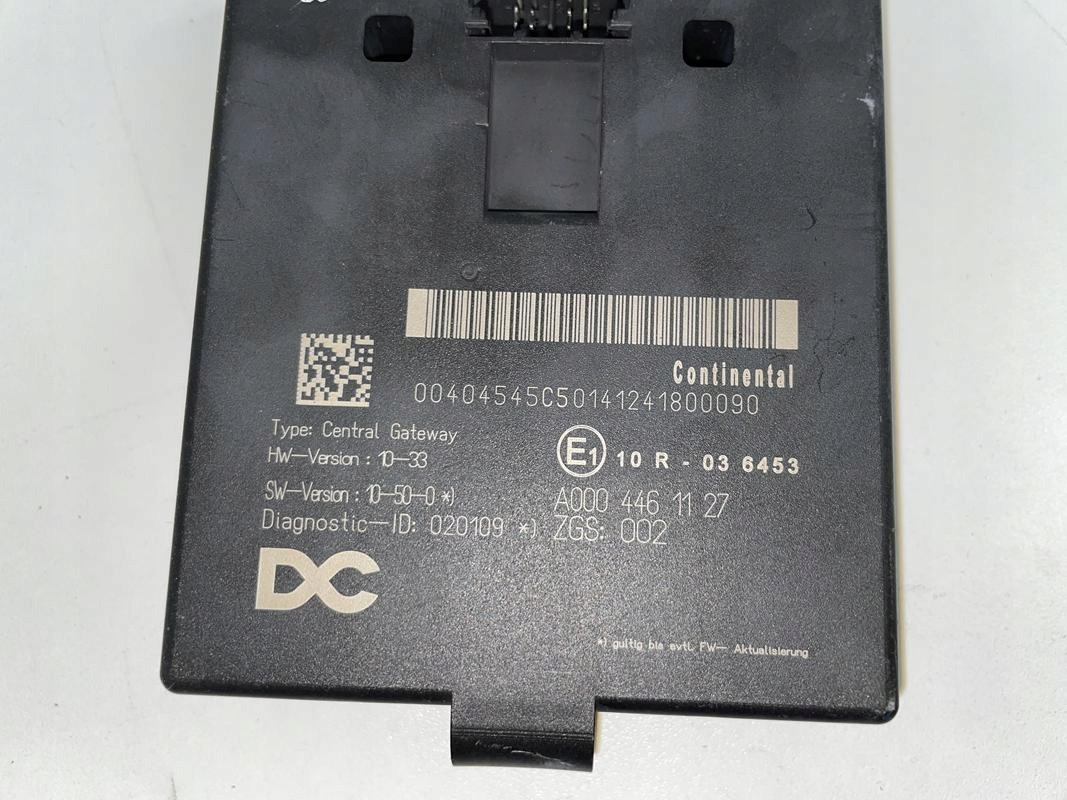 Continental
00404545C50141241800090
Type: Central Gateway
HW-Version : 10-33
E1 10 R - 03 6453
SW-Version : 10-50-0 *)
A000 446 11 27
Diagnostic-ID: 020109 *) ZGS: 002
DC
*) gultig bis evtl. FW- Aktualisierung